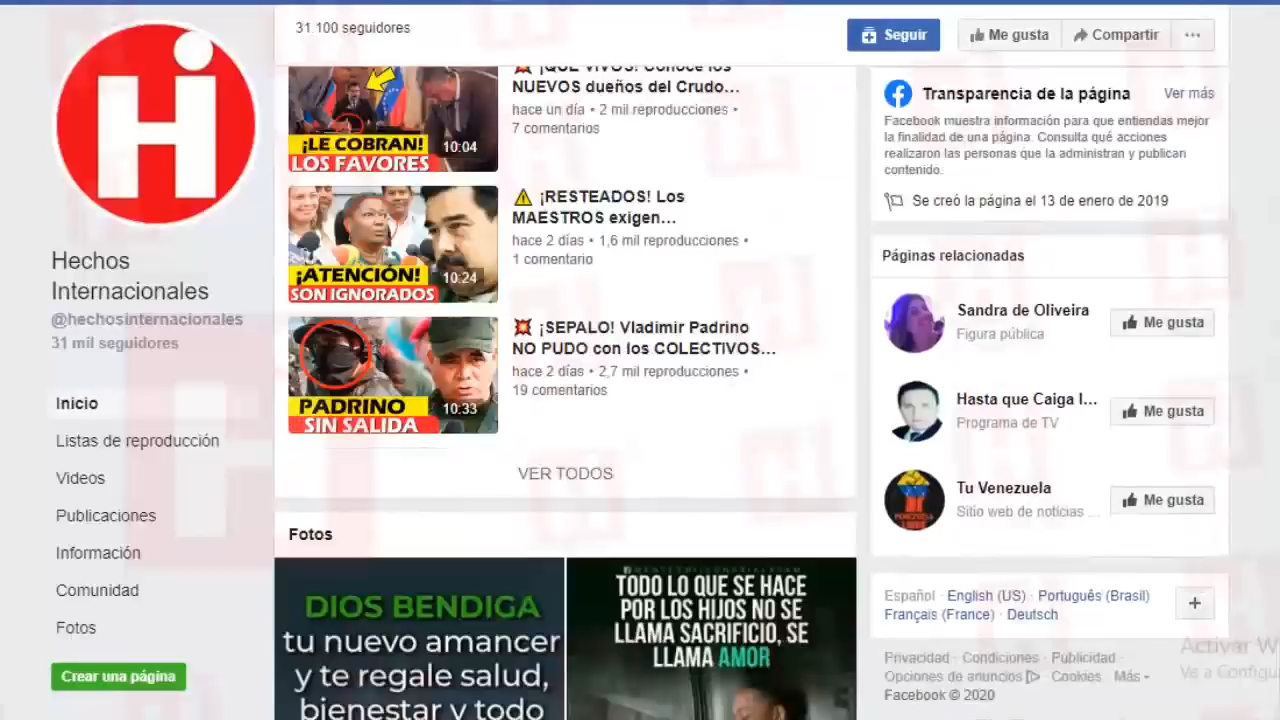 Hi
Hechos
Internacionales
@hechosinternacionales
31 mil seguidores
Inicio
Listas de reproducción
Videos
Publicaciones
Información
Comunidad
Fotos
Crear una página
31.100 seguidores
Seguir
Me gusta
Compartir
...
¡QUE VIVOS! Conoce los
NUEVOS dueños del Crudo...
hace un día • 2 mil reproducciones •
7 comentarios
¡LE COBRAN!
LOS FAVORES
10:04
¡RESTEADOS! Los
MAESTROS exigen...
hace 2 días • 1,6 mil reproducciones •
1 comentario
¡ATENCIÓN!
SON IGNORADOS
10:24
¡SEPALO! Vladimir Padrino
NO PUDO con los COLECTIVOS...
hace 2 días • 2,7 mil reproducciones •
19 comentarios
PADRINO
SIN SALIDA
10:33
VER TODOS
Fotos
DIOS BENDIGA
tu nuevo amancer
y te regale salud,
bienestar y todo
TODO LO QUE SE HACE
POR LOS HIJOS NO SE
LLAMA SACRIFICIO, SE
LLAMA AMOR
Transparencia de la página
Ver más
Facebook muestra información para que entiendas mejor
la finalidad de una página. Consulta qué acciones
realizaron las personas que la administran y publican
contenido.
Se creó la página el 13 de enero de 2019
Páginas relacionadas
Sandra de Oliveira
Figura pública
Me gusta
Hasta que Caiga l...
Programa de TV
Me gusta
Tu Venezuela
Sitio web de noticias ...
Me gusta
Español · English (US) · Português (Brasil)
Français (France) · Deutsch
+
Privacidad · Condiciones · Publicidad ·
Opciones de anuncios · Cookies · Más
Facebook © 2020
Activar W
Ve a Configu